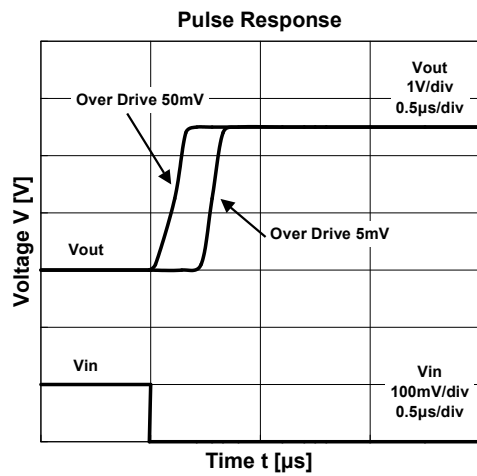 Pulse Response
Vout
1V/div
0.5µs/div
Over Drive 50mV
Over Drive 5mV
Vout
Voltage V [V]
Vin
Vin
100mV/div
0.5µs/div
Time t [µs]